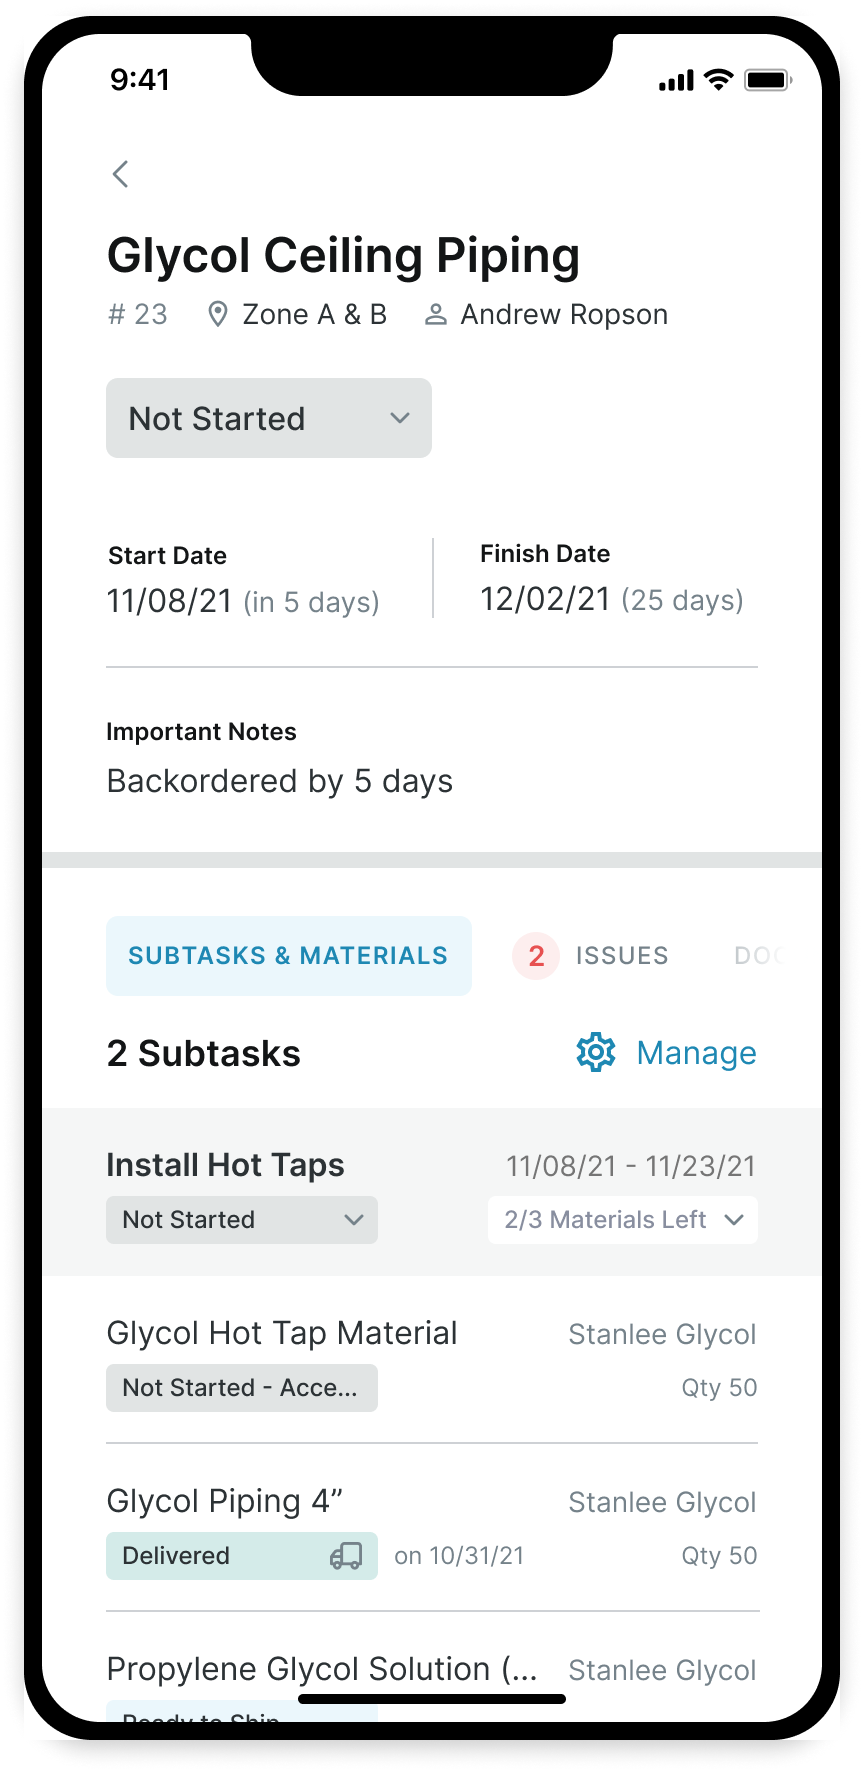 9:41
Glycol Ceiling Piping
# 23 Zone A & B Andrew Ropson
Not Started
Start Date Finish Date
11/08/21 (in 5 days) 12/02/21 (25 days)
Important Notes
Backordered by 5 days
SUBTASKS & MATERIALS 2 ISSUES DOC
2 Subtasks Manage
Install Hot Taps 11/08/21 - 11/23/21
Not Started 2/3 Materials Left
Glycol Hot Tap Material Stanlee Glycol
Not Started - Acce... Qty 50
Glycol Piping 4” Stanlee Glycol
Delivered on 10/31/21 Qty 50
Propylene Glycol Solution (... Stanlee Glycol
Ready to Ship